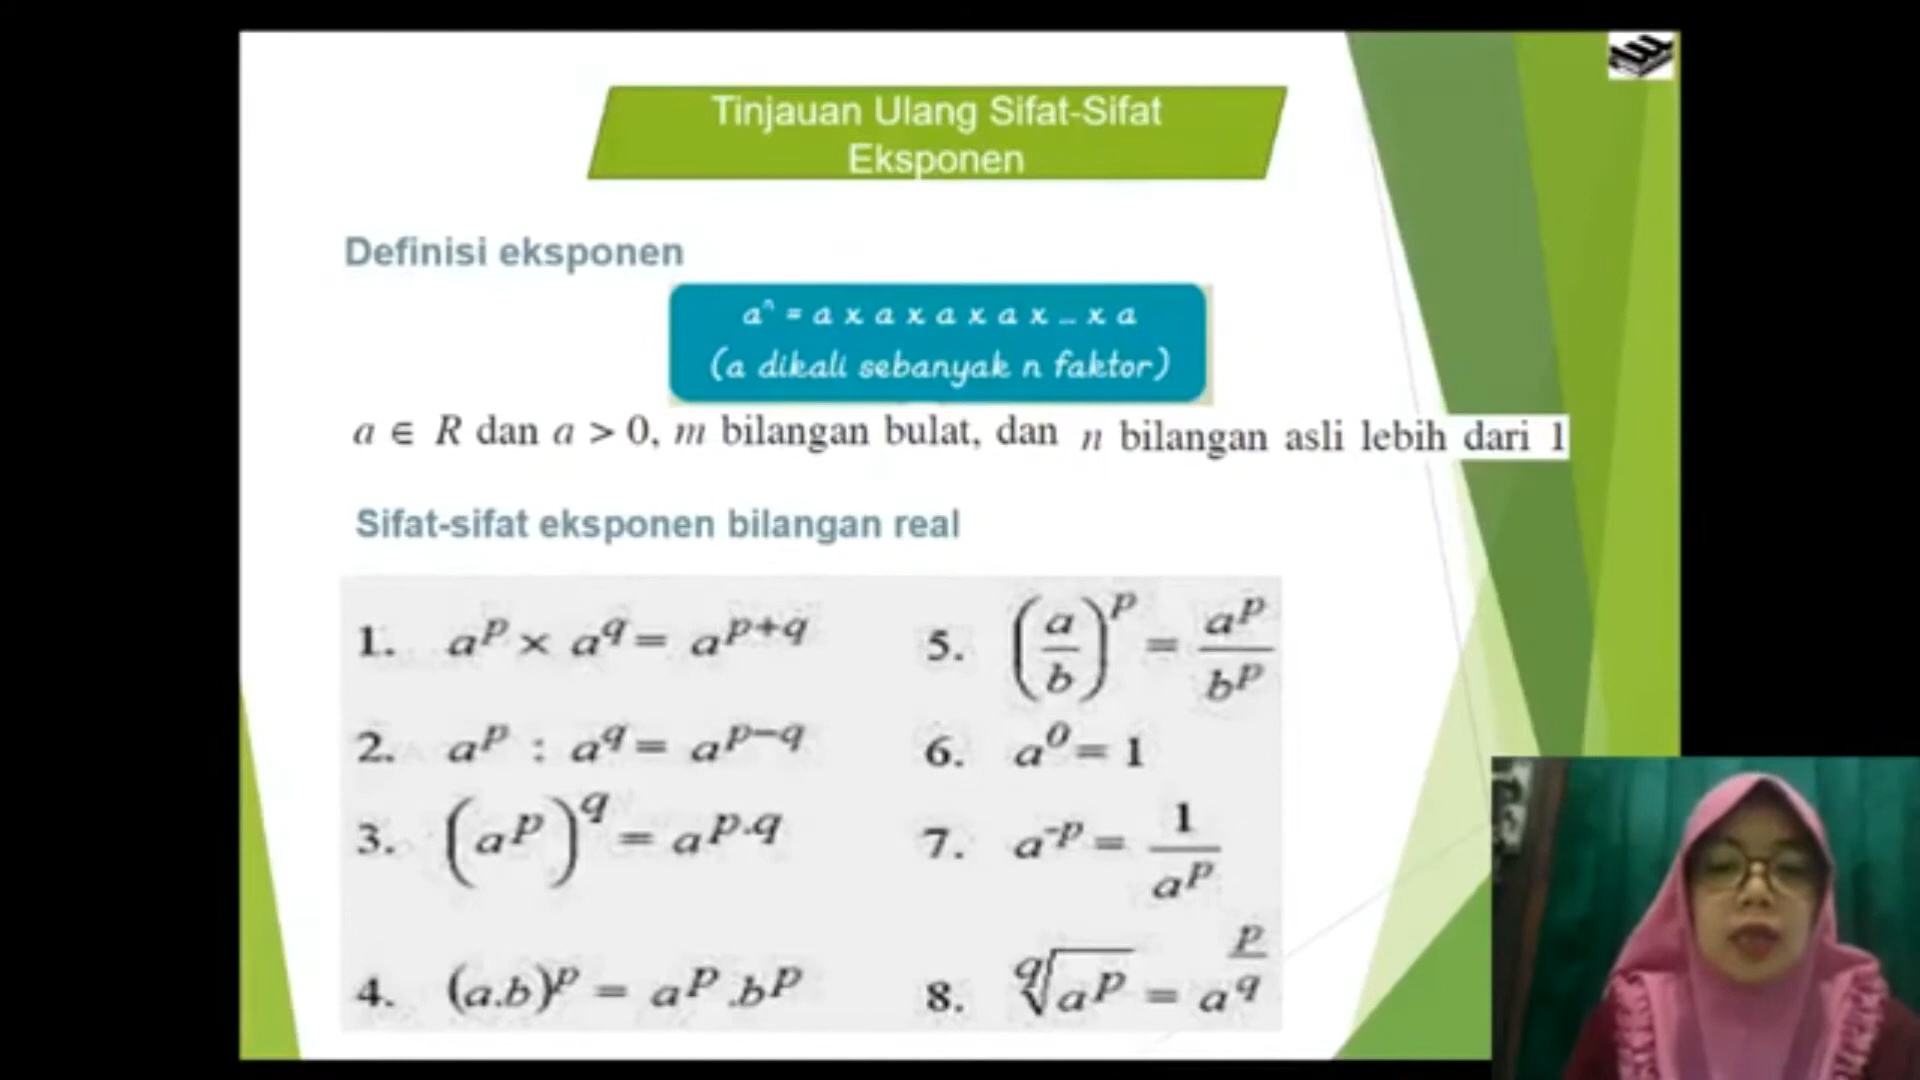 Tinjauan Ulang Sifat-Sifat
Eksponen
Definisi eksponen
aⁿ = a x a x a x a x ... x a
(a dikali sebanyak n faktor)
a ∈ R dan a > 0, m bilangan bulat, dan n bilangan asli lebih dari 1
Sifat-sifat eksponen bilangan real
1. a^p × a^q = a^(p+q)
2. a^p : a^q = a^(p−q)
3. (a^p)^q = a^(p.q)
4. (a.b)^p = a^p .b^p
5. (a/b)^p = a^p/b^p
6. a^0 = 1
7. a^(-p) = 1/a^p
8. ^q√(a^p) = a^(p/q)